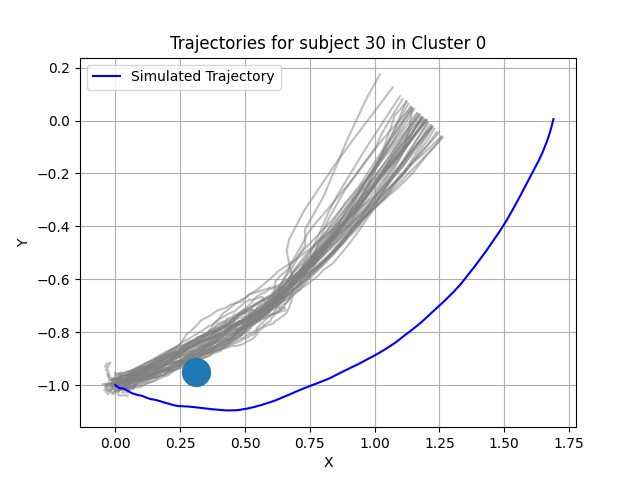 Trajectories for subject 30 in Cluster 0
Simulated Trajectory
0.2
0.0
−0.2
−0.4
−0.6
−0.8
−1.0
Y
0.00 0.25 0.50 0.75 1.00 1.25 1.50 1.75
X